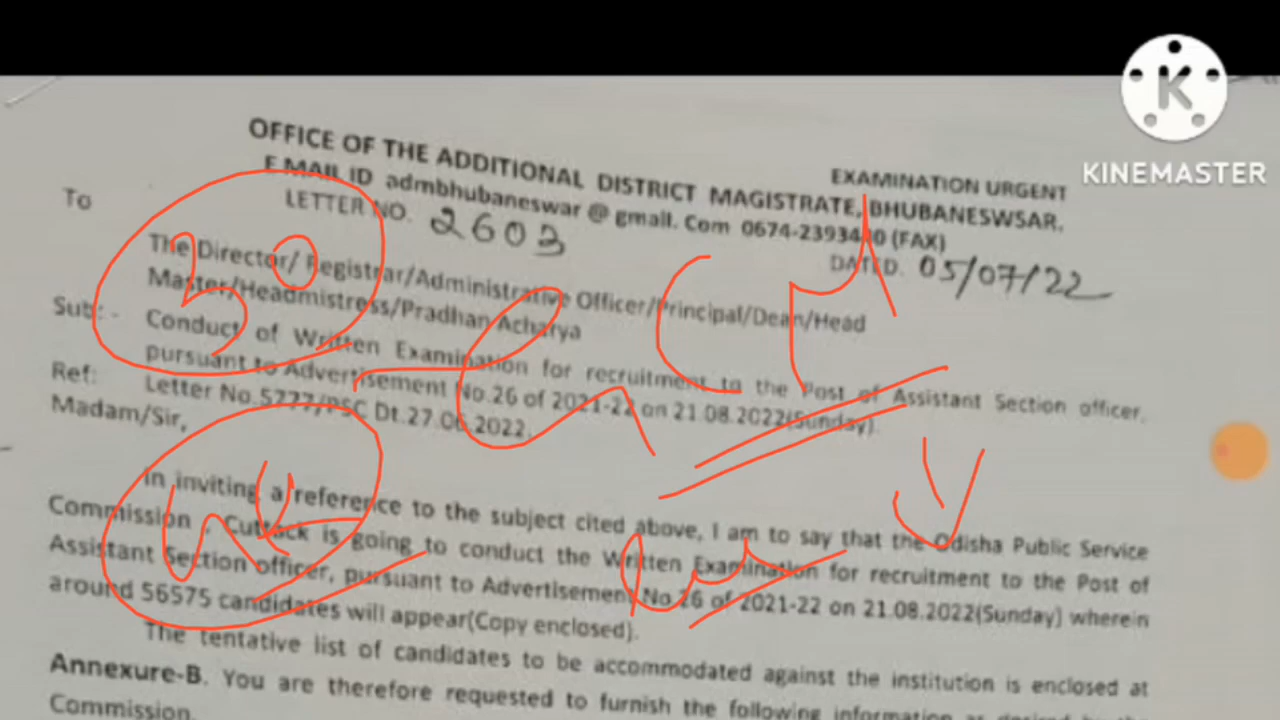 KINEMASTER
OFFICE OF THE ADDITIONAL DISTRICT MAGISTRATE, BHUBANESWSAR.
EXAMINATION URGENT
E MAIL ID admbhubaneswar @ gmail. Com 0674-2393430 (FAX)
LETTER NO. 2603
DATED. 05/07/22
To
The Director/ Registrar/Administrative Officer/Principal/Dean/Head
Master/Headmistress/Pradhan Acharya
Sub: - Conduct of Written Examination for recruitment to the Post of Assistant Section officer,
pursuant to Advertisement No.26 of 2021-22 on 21.08.2022(Sunday).
Ref: Letter No.5777/PSC Dt.27.06.2022.
Madam/Sir,
In inviting a reference to the subject cited above, I am to say that the Odisha Public Service
Commission, Cuttack is going to conduct the Written Examination for recruitment to the Post of
Assistant Section officer, pursuant to Advertisement No.26 of 2021-22 on 21.08.2022(Sunday) wherein
around 56575 candidates will appear(Copy enclosed).
The tentative list of candidates to be accommodated against the institution is enclosed at
Annexure-B. You are therefore requested to furnish the following information as desired by the
Commission.